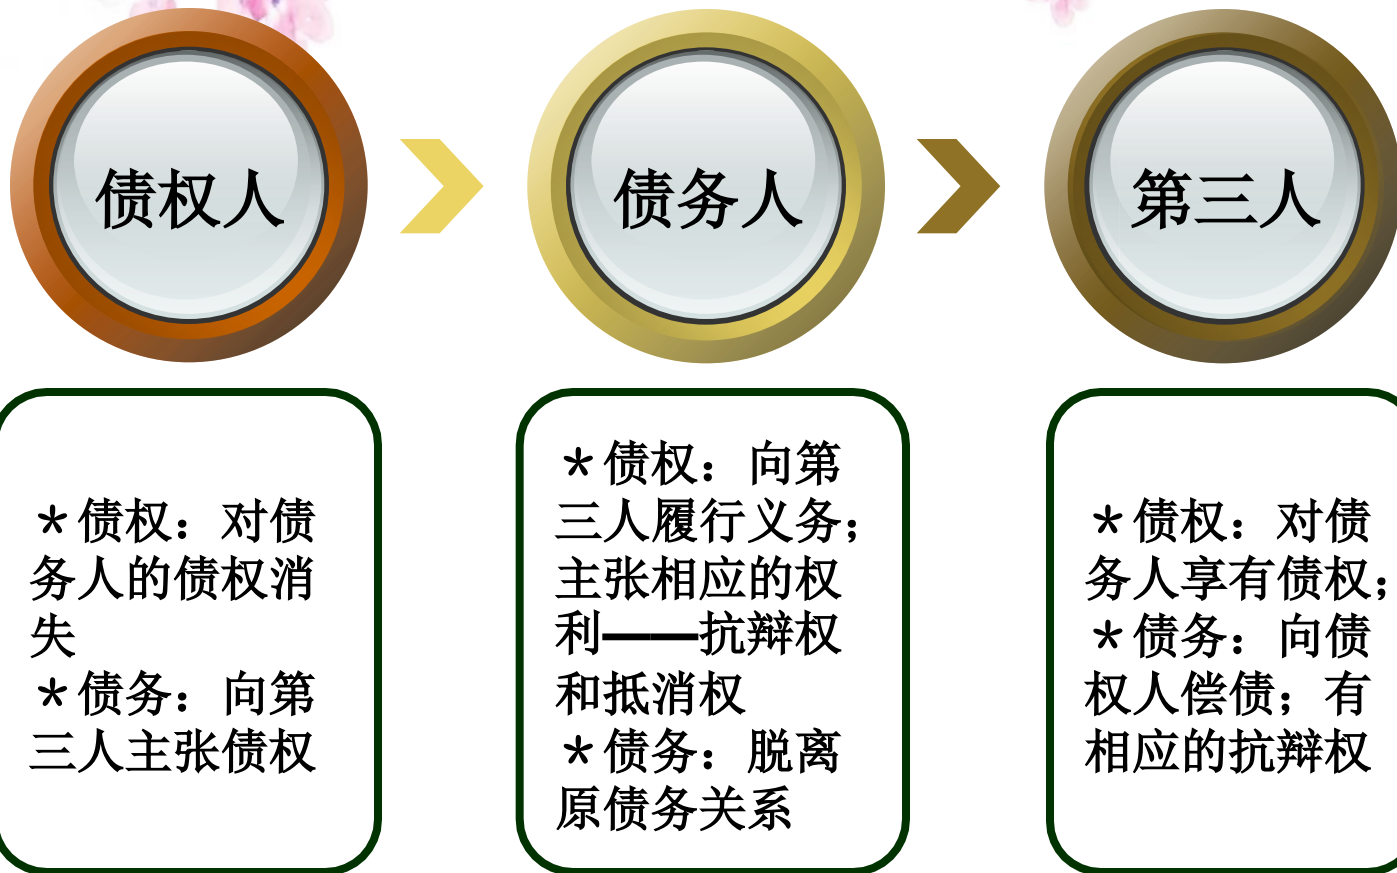 债权人
债务人
第三人
＊债权：对债
务人的债权消
失
＊债务：向第
三人主张债权
＊债权：向第
三人履行义务；
主张相应的权
利——抗辩权
和抵消权
＊债务：脱离
原债务关系
＊债权：对债
务人享有债权；
＊债务：向债
权人偿债；有
相应的抗辩权